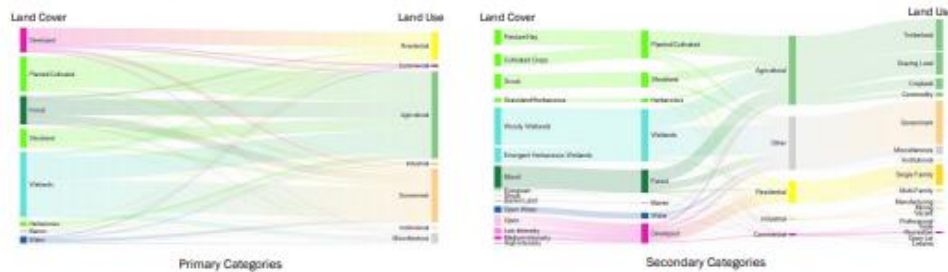 Land Cover
Land Use
Developed
Planted/Cultivated
Forest
Shrubland
Wetlands
Herbaceous
Barren
Water
Residential
Commercial
Agricultural
Industrial
Government
Institutional
Miscellaneous
Primary Categories
Land Cover
Land Us
Pasture/Hay
Cultivated Crops
Shrub
Grassland/Herbaceous
Woody Wetlands
Emergent Herbaceous Wetlands
Mixed
Evergreen
Barren Land
Open Water
Open
Low Intensity
Medium Intensity
High Intensity
Planted/Cultivated
Shrubland
Herbaceous
Wetlands
Forest
Barren
Water
Developed
Agricultural
Other
Residential
Industrial
Commercial
Timberland
Grazing Land
Cropland
Commodity
Government
Miscellaneous
Institutional
Single Family
Multi Family
Manufacturing
Mining
Vacant
Professional
Secondary Categories